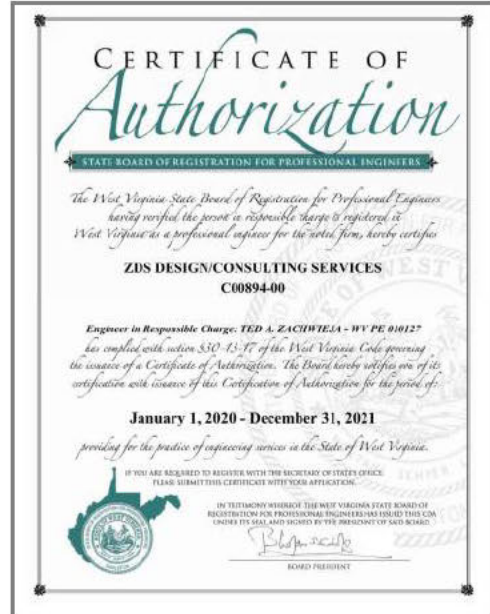 CERTIFICATE OF
Authorization
STATE BOARD OF REGISTRATION FOR PROFESSIONAL ENGINEERS
The West Virginia State Board of Registration for Professional Engineers
having verified the person in responsible charge is registered in
West Virginia as a professional engineer for the noted firm, hereby certifies
ZDS DESIGN/CONSULTING SERVICES
C00894-00
Engineer in Responsible Charge: TED A. ZACHWIEJA - WV PE 010127
has complied with section §30-13-17 of the West Virginia Code governing
the issuance of a Certificate of Authorization. The Board hereby notifies you of its
certification with issuance of this Certification of Authorization for the period of:
January 1, 2020 - December 31, 2021
providing for the practice of engineering services in the State of West Virginia.
IF YOU ARE REQUIRED TO REGISTER WITH THE SECRETARY OF STATE'S OFFICE,
PLEASE SUBMIT THIS CERTIFICATE WITH YOUR APPLICATION.
IN TESTIMONY WHEREOF THE WEST VIRGINIA STATE BOARD OF
REGISTRATION FOR PROFESSIONAL ENGINEERS HAS ISSUED THIS COA
UNDER ITS SEAL AND SIGNED BY THE PRESIDENT OF SAID BOARD
BOARD PRESIDENT